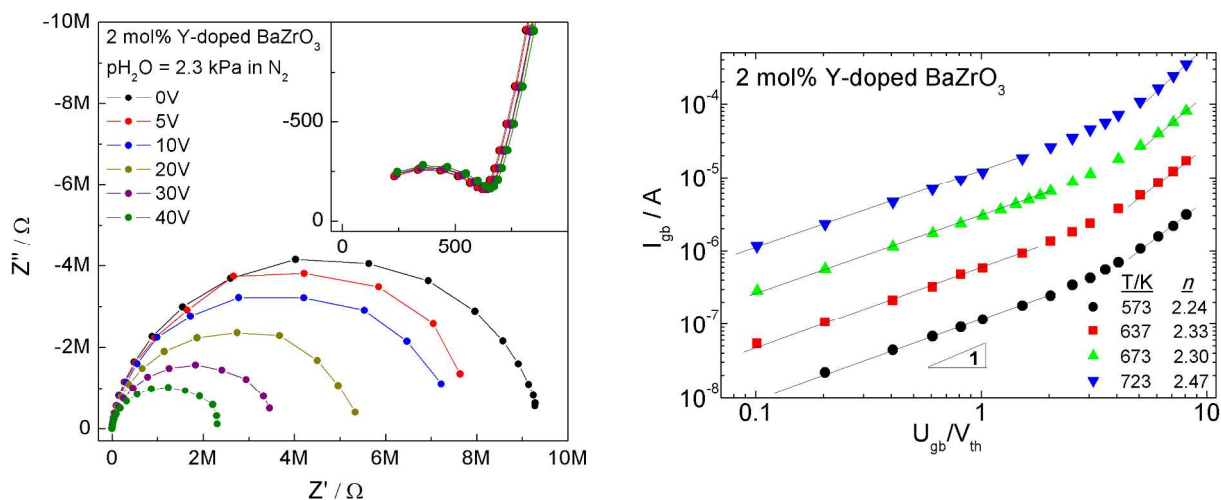 -10M
-8M
-6M
-4M
-2M
0
Z'' / Ω
2 mol% Y-doped BaZrO₃
pH₂O = 2.3 kPa in N₂
0V
5V
10V
20V
30V
40V
-500
0
0 500
0 2M 4M 6M 8M 10M
Z' / Ω
2 mol% Y-doped BaZrO₃
10⁻⁴
10⁻⁵
10⁻⁶
10⁻⁷
10⁻⁸
I_gb / A
1
T/K n
573 2.24
637 2.33
673 2.30
723 2.47
0.1 1 10
U_gb/V_th